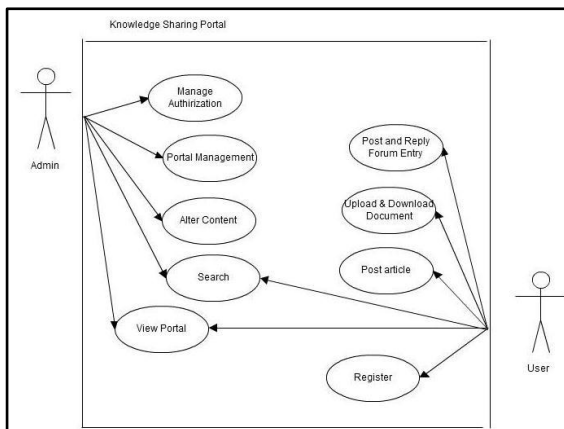 Knowledge Sharing Portal
Manage
Authirization
Admin
Portal Management
Post and Reply
Forum Entry
Alter Content
Upload & Download
Document
Search
Post article
View Portal
Register
User